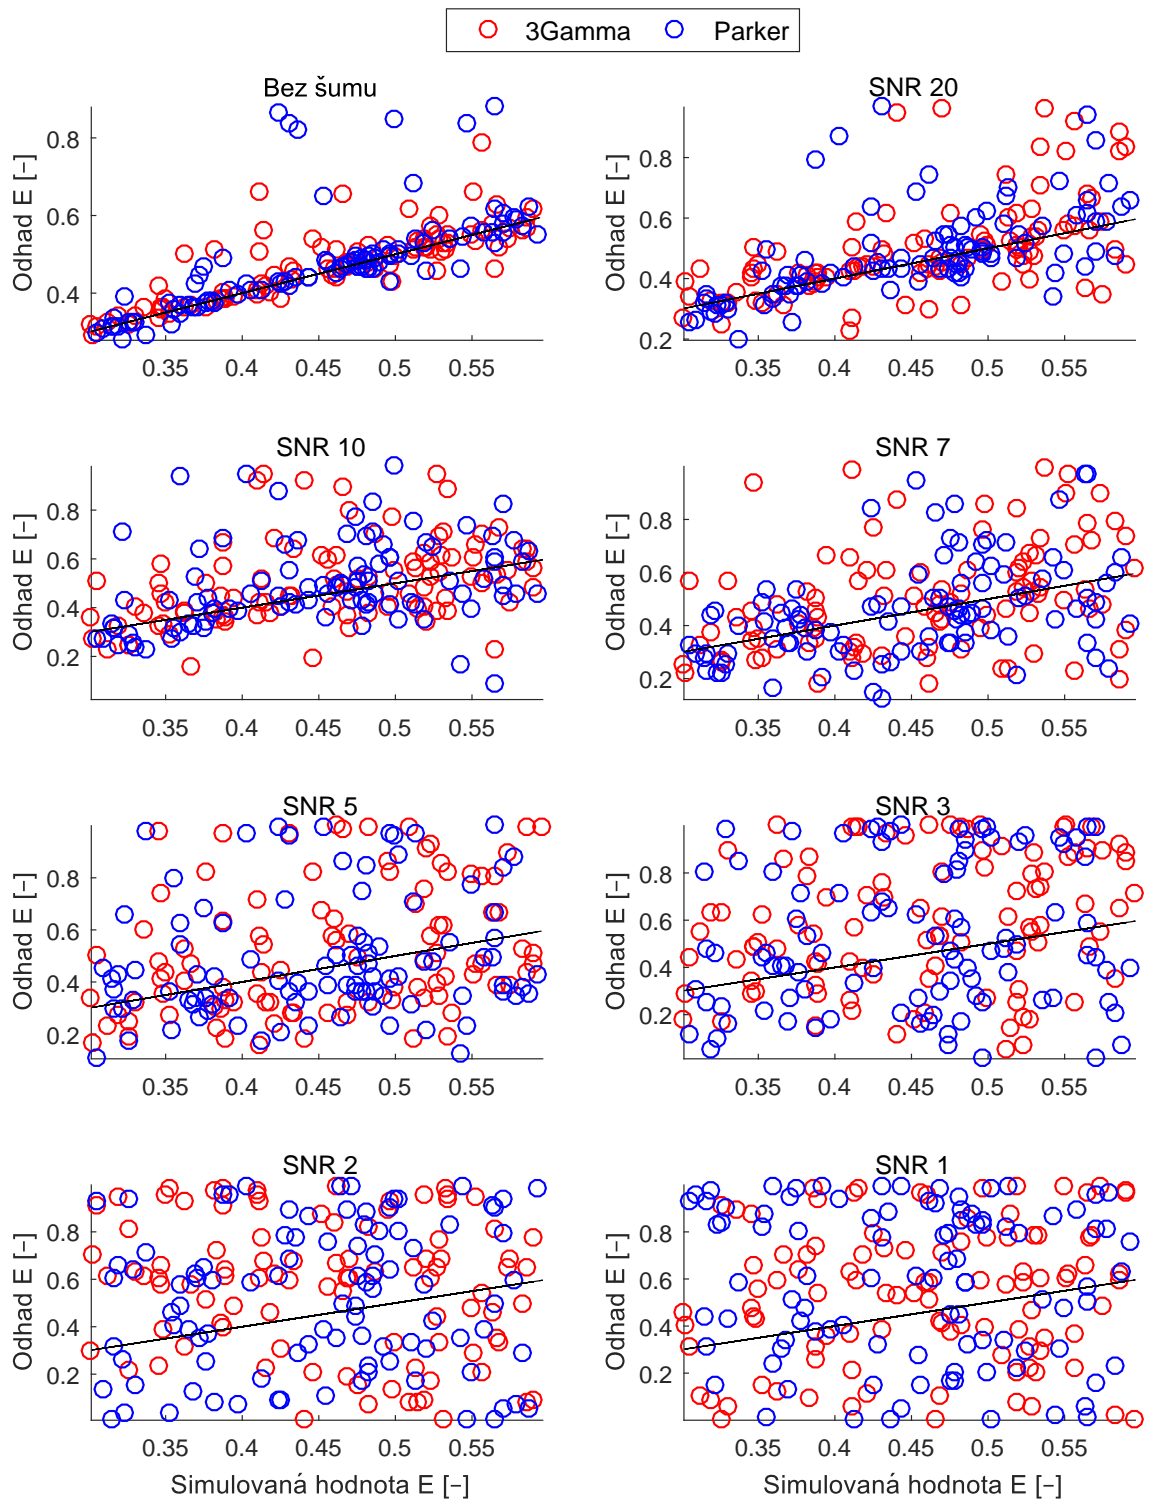 3Gamma Parker
Bez šumu
SNR 20
Odhad E [−]
0.8
0.6
0.4
0.35 0.4 0.45 0.5 0.55
Odhad E [−]
0.8
0.6
0.4
0.2
0.35 0.4 0.45 0.5 0.55
SNR 10
SNR 7
Odhad E [−]
0.8
0.6
0.4
0.2
0.35 0.4 0.45 0.5 0.55
Odhad E [−]
0.8
0.6
0.4
0.2
0.35 0.4 0.45 0.5 0.55
SNR 5
SNR 3
Odhad E [−]
0.8
0.6
0.4
0.2
0.35 0.4 0.45 0.5 0.55
Odhad E [−]
0.8
0.6
0.4
0.2
0.35 0.4 0.45 0.5 0.55
SNR 2
SNR 1
Odhad E [−]
0.8
0.6
0.4
0.2
0.35 0.4 0.45 0.5 0.55
Simulovaná hodnota E [−]
Odhad E [−]
0.8
0.6
0.4
0.2
0.35 0.4 0.45 0.5 0.55
Simulovaná hodnota E [−]